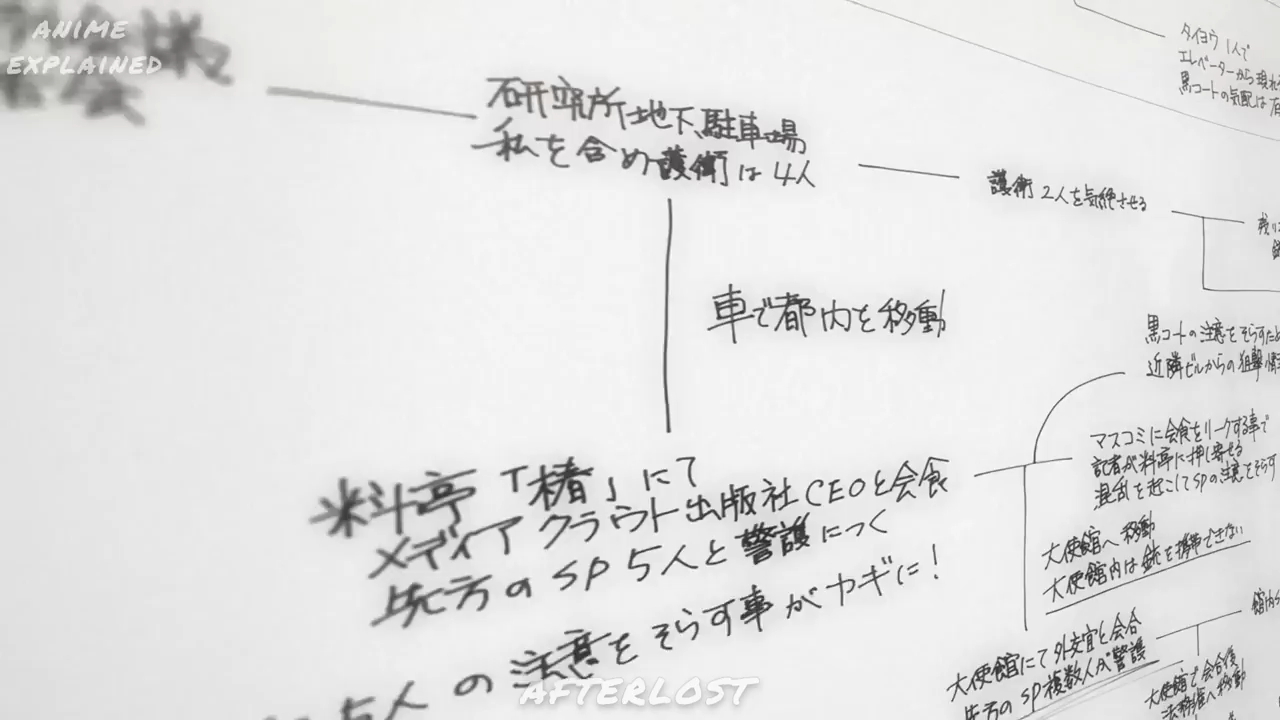 ANIME
EXPLAINED
研究所地下駐車場
私を含め護衛は4人
護衛2人を気絶させる
タイヨウ1人で
エレベーターから現れ
黒コートの気配は
車で都内を移動
黒コートの注意をそらすため
近隣ビルからの狙撃
マスコミに会食をリークする事で
記者が料亭に押し寄せる
混乱を起こしてSPの注意をそらす
料亭「椿」にて
メディアクラウト出版社CEOと会食
先方のSP5人と警護につく
5人の注意をそらす事がカギに!
大使館へ移動
大使館内は銃を携帯できない
大使館にて外交官と会合
先方のSP複数人が警護
大使館で会合後
移動
AFTERLOST